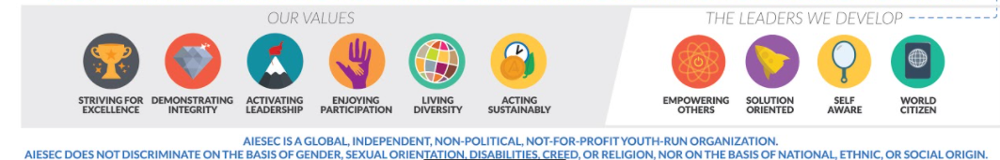 OUR VALUES
THE LEADERS WE DEVELOP
STRIVING FOR
EXCELLENCE
DEMONSTRATING
INTEGRITY
ACTIVATING
LEADERSHIP
ENJOYING
PARTICIPATION
LIVING
DIVERSITY
ACTING
SUSTAINABLY
EMPOWERING
OTHERS
SOLUTION
ORIENTED
SELF
AWARE
WORLD
CITIZEN
AIESEC IS A GLOBAL, INDEPENDENT, NON-POLITICAL, NOT-FOR-PROFIT YOUTH-RUN ORGANIZATION.
AIESEC DOES NOT DISCRIMINATE ON THE BASIS OF GENDER, SEXUAL ORIENTATION, DISABILITIES, CREED, OR RELIGION, NOR ON THE BASIS OF NATIONAL, ETHNIC, OR SOCIAL ORIGIN.